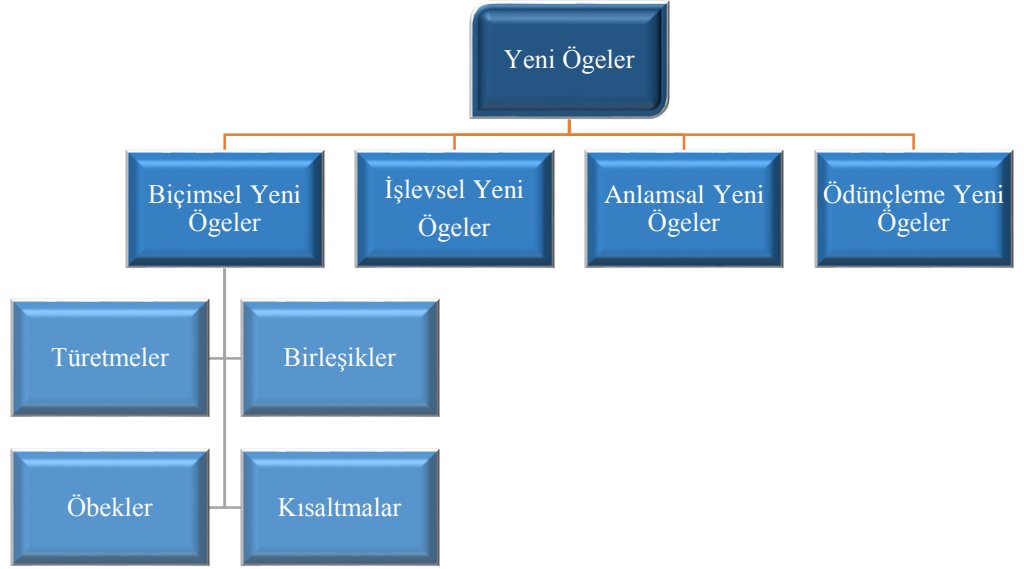 Yeni Ögeler
Biçimsel Yeni
Ögeler
İşlevsel Yeni
Ögeler
Anlamsal Yeni
Ögeler
Ödünçleme Yeni
Ögeler
Türetmeler
Birleşikler
Öbekler
Kısaltmalar